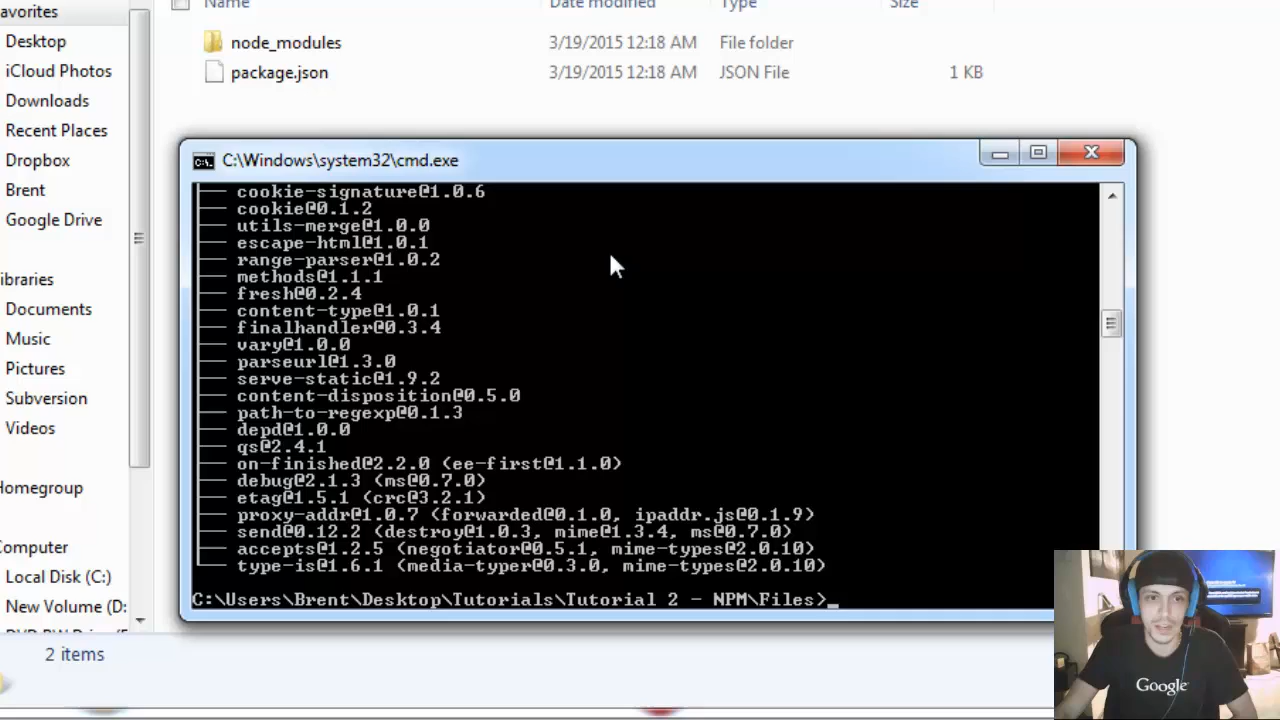 avorites
Name Date modified Type Size
Desktop
node_modules 3/19/2015 12:18 AM File folder
iCloud Photos
package.json 3/19/2015 12:18 AM JSON File 1 KB
Downloads
Recent Places
Dropbox
Brent
Google Drive
ibraries
Documents
Music
Pictures
Subversion
Videos
Homegroup
Computer
Local Disk (C:)
New Volume (D:
2 items
C:\Windows\system32\cmd.exe
cookie-signature@1.0.6
cookie@0.1.2
utils-merge@1.0.0
escape-html@1.0.1
range-parser@1.0.2
methods@1.1.1
fresh@0.2.4
content-type@1.0.1
finalhandler@0.3.4
vary@1.0.0
parseurl@1.3.0
serve-static@1.9.2
content-disposition@0.5.0
path-to-regexp@0.1.3
depd@1.0.0
qs@2.4.1
on-finished@2.2.0 (ee-first@1.1.0)
debug@2.1.3 (ms@0.7.0)
etag@1.5.1 (crc@3.2.1)
proxy-addr@1.0.7 (forwarded@0.1.0, ipaddr.js@0.1.9)
send@0.12.2 (destroy@1.0.3, mime@1.3.4, ms@0.7.0)
accepts@1.2.5 (negotiator@0.5.1, mime-types@2.0.10)
type-is@1.6.1 (media-typer@0.3.0, mime-types@2.0.10)
C:\Users\Brent\Desktop\Tutorials\Tutorial 2 - NPM\Files>_
Google